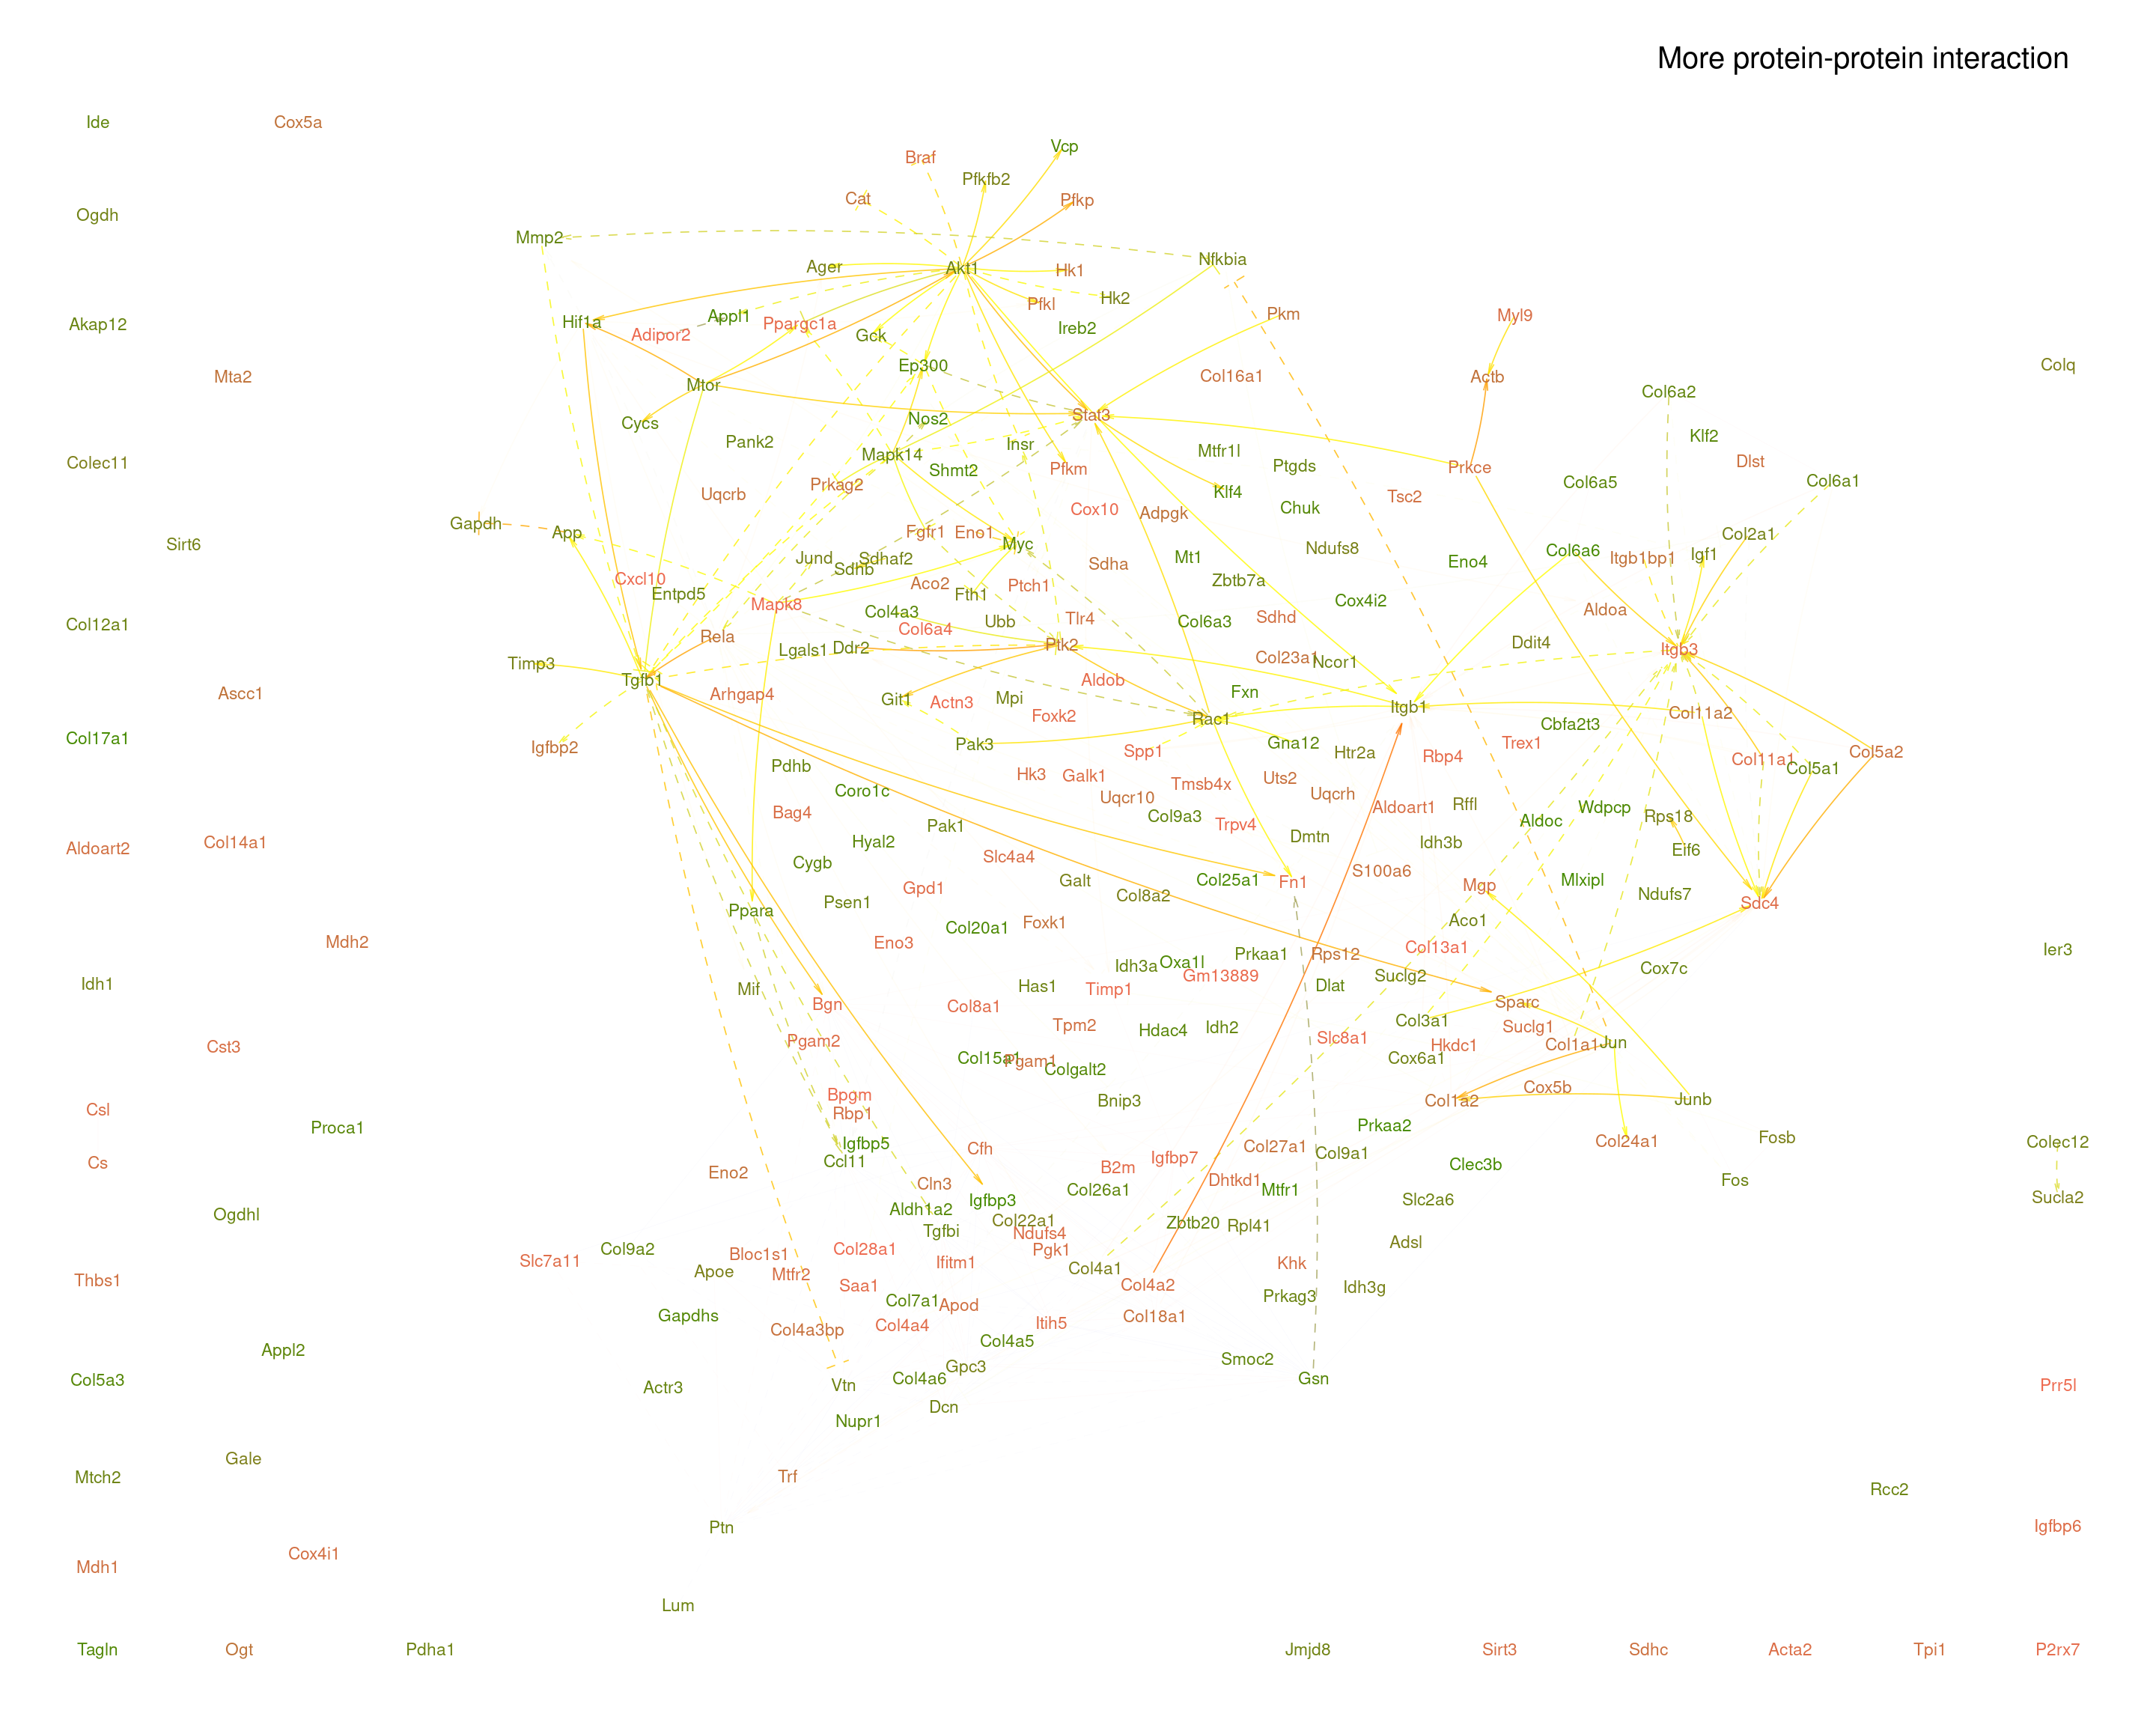 More protein-protein interaction
Ide
Cox5a
Vcp
Braf
Pfkfb2
Cat
Pfkp
Ogdh
Mmp2
Nfkbia
Ager
Akt1
Hk1
Hk2
Pfkl
Pkm
Myl9
Akap12
Hif1a
Appl1
Ppargc1a
Adipor2
Gck
Ireb2
Ep300
Colq
Mta2
Mtor
Col16a1
Actb
Col6a2
Stat3
Cycs
Nos2
Klf2
Pank2
Insr
Mapk14
Mtfr1l
Colec11
Shmt2
Pfkm
Ptgds
Prkce
Dlst
Prkag2
Uqcrb
Klf4
Tsc2
Col6a5
Col6a1
Cox10
Adpgk
Chuk
Gapdh
App
Fgfr1
Eno1
Myc
Col2a1
Sirt6
Jund
Sdhaf2
Sdhb
Ndufs8
Col6a6
Itgb1bp1
Igf1
Mt1
Sdha
Eno4
Cxcl10
Entpd5
Aco2
Fth1
Ptch1
Zbtb7a
Mapk8
Col4a3
Cox4i2
Aldoa
Col12a1
Col6a4
Ubb
Tlr4
Col6a3
Sdhd
Rela
Lgals1
Ddr2
Ptk2
Ddit4
Itgb3
Timp3
Tgfb1
Col23a1
Ncor1
Ascc1
Arhgap4
Git1
Actn3
Mpi
Aldob
Fxn
Foxk2
Rac1
Itgb1
Col11a2
Cbfa2t3
Col17a1
Igfbp2
Pak3
Spp1
Gna12
Htr2a
Rbp4
Trex1
Col5a2
Col11a1
Col5a1
Pdhb
Hk3
Galk1
Tmsb4x
Uts2
Coro1c
Uqcr10
Uqcrh
Bag4
Col9a3
Aldoart1
Rffl
Wdpcp
Pak1
Trpv4
Aldoc
Rps18
Aldoart2
Col14a1
Hyal2
Dmtn
Idh3b
Eif6
Cygb
Slc4a4
S100a6
Gpd1
Galt
Col25a1
Fn1
Mgp
Mlxipl
Col8a2
Ndufs7
Psen1
Sdc4
Ppara
Col20a1
Foxk1
Aco1
Mdh2
Eno3
Prkaa1
Rps12
Col13a1
Ier3
Idh3a
Oxa1l
Gm13889
Suclg2
Cox7c
Idh1
Mif
Has1
Timp1
Dlat
Bgn
Col8a1
Sparc
Tpm2
Hdac4
Idh2
Col3a1
Suclg1
Cst3
Pgam2
Slc8a1
Hkdc1
Col1a1
Jun
Col15a1
Pgam1
Cox6a1
Colgalt2
Cox5b
Bpgm
Bnip3
Col1a2
Junb
Csl
Rbp1
Proca1
Prkaa2
Igfbp5
Cfh
Col27a1
Col9a1
Col24a1
Fosb
Colec12
Cs
Ccl11
Igfbp7
B2m
Clec3b
Eno2
Cln3
Dhtkd1
Fos
Igfbp3
Col26a1
Mtfr1
Slc2a6
Sucla2
Ogdhl
Aldh1a2
Tgfbi
Col22a1
Ndufs4
Zbtb20
Rpl41
Pgk1
Adsl
Slc7a11
Col9a2
Bloc1s1
Col28a1
Apoe
Mtfr2
Ifitm1
Col4a1
Khk
Thbs1
Saa1
Col4a2
Idh3g
Col7a1
Apod
Prkag3
Gapdhs
Col4a3bp
Col4a4
Itih5
Col18a1
Appl2
Col4a5
Smoc2
Gpc3
Col5a3
Actr3
Vtn
Col4a6
Gsn
Prr5l
Dcn
Nupr1
Gale
Mtch2
Trf
Rcc2
Ptn
Igfbp6
Cox4i1
Mdh1
Lum
Tagln
Ogt
Pdha1
Jmjd8
Sirt3
Sdhc
Acta2
Tpi1
P2rx7